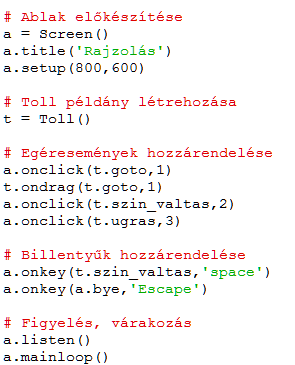 # Ablak előkészítése
a = Screen()
a.title('Rajzolás')
a.setup(800,600)
# Toll példány létrehozása
t = Toll()
# Egéresemények hozzárendelése
a.onclick(t.goto,1)
t.ondrag(t.goto,1)
a.onclick(t.szin_valtas,2)
a.onclick(t.ugras,3)
# Billentyűk hozzárendelése
a.onkey(t.szin_valtas,'space')
a.onkey(a.bye,'Escape')
# Figyelés, várakozás
a.listen()
a.mainloop()